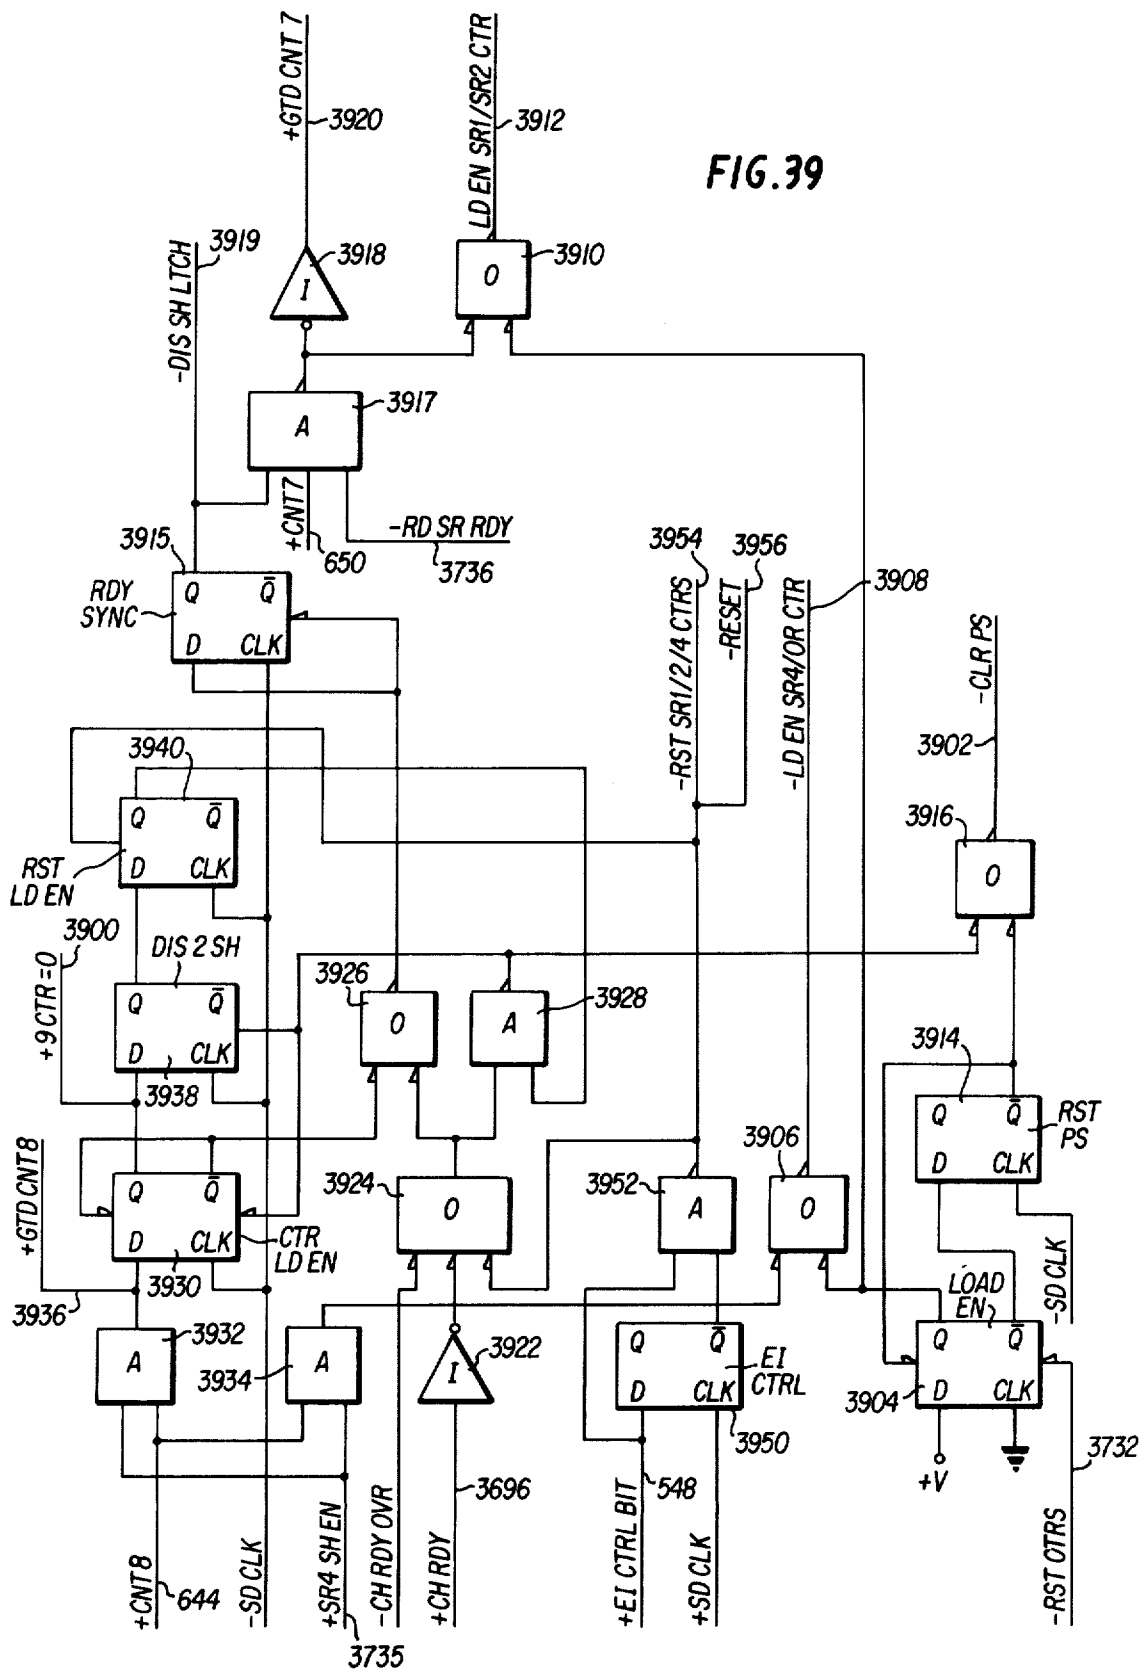 +GTD CNT 7
3920
LD EN SR1/SR2 CTR
3912
FIG.39
-DIS SH LTCH
3919
3918
I
3910
O
3917
A
+CNT7
650
-RD SR RDY
3736
3915
RDY
SYNC
Q Q̅
D CLK
3954
3956
-RST SR1/2/4 CTRS
-RESET
-LD EN SR4/OR CTR
3908
-CLR PS
3902
3940
Q Q̅
D CLK
RST
LD EN
3916
O
3900
+9 CTR=0
DIS 2 SH
Q Q̅
D CLK
3938
3926
O
A
3928
3914
Q Q̅
D CLK
RST
PS
+GTD CNT8
Q Q̅
D CLK
3930
CTR
LD EN
3924
O
3952
A
3906
O
-SD CLK
3936
3932
A
3934
A
3922
I
Q Q̅
D CLK
EI
CTRL
3950
LOAD
EN
Q Q̅
D CLK
3904
+V
3732
+CNT8
644
-SD CLK
+SR4 SH EN
3735
-CH RDY OVR
+CH RDY
3696
+EI CTRL BIT
548
+SD CLK
-RST OTRS